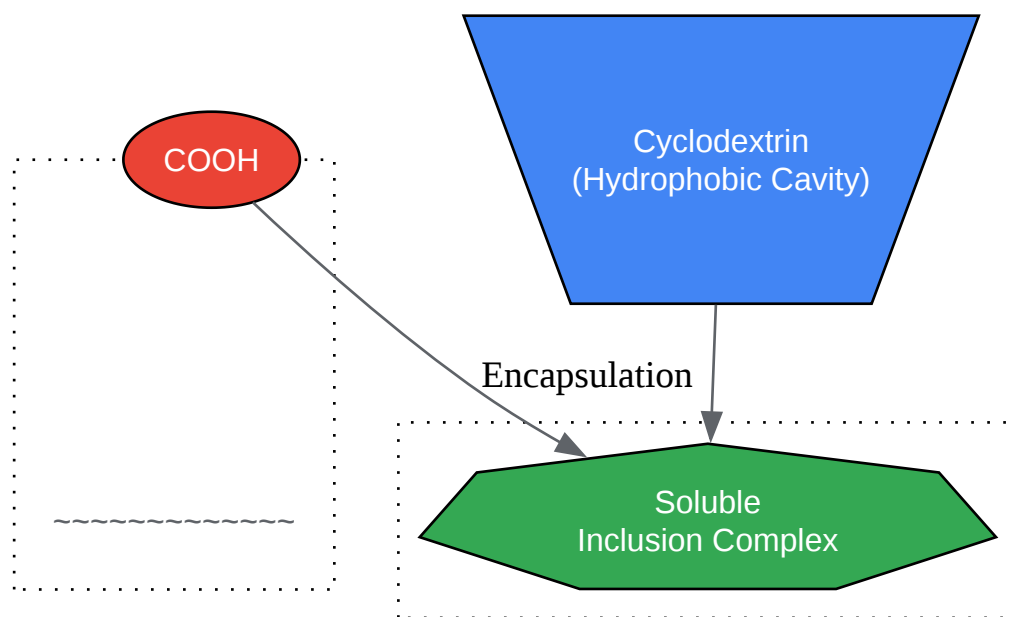 COOH
Cyclodextrin
(Hydrophobic Cavity)
Encapsulation
~~~~~~~~~~~~~
Soluble
Inclusion Complex